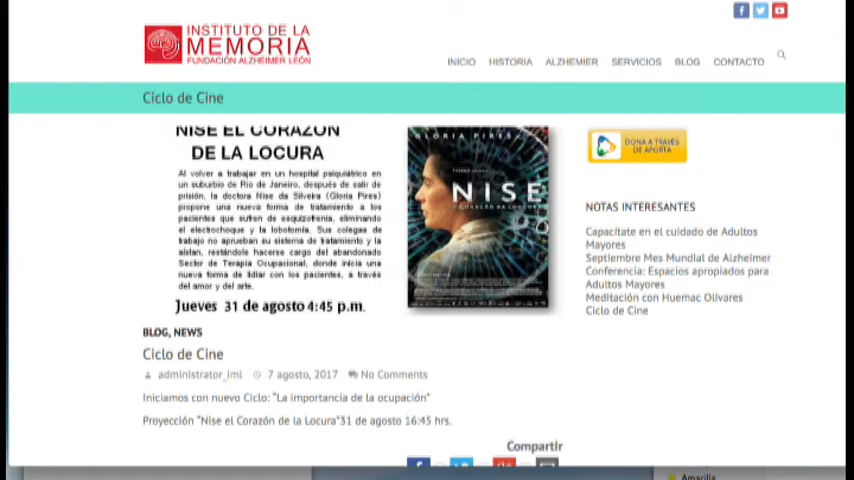 INSTITUTO DE LA
MEMORIA
FUNDACIÓN ALZHEIMER LEÓN
INICIO HISTORIA ALZHEMIER SERVICIOS BLOG CONTACTO
Ciclo de Cine
NISE EL CORAZON
DE LA LOCURA
Al volver a trabajar en un hospital psiquiátrico en
un suburbio de Rio de Janeiro, después de salir de
prisión, la doctora Nise da Silveira (Gloria Pires)
propone una nueva forma de tratamiento a los
pacientes que sufren de esquizofrenia, eliminando
el electrochoque y la lobotomía. Sus colegas de
trabajo no aprueban su sistema de tratamiento y la
aíslan, restándole hacerse cargo del abandonado
Sector de Terapia Ocupacional, donde inicia una
nueva forma de lidiar con los pacientes, a través
del amor y del arte.
Jueves 31 de agosto 4:45 p.m.
GLORIA PIRES
NISE
O CORAÇÃO DA LOUCURA
DONA A TRAVÉS
DE APORTA
NOTAS INTERESANTES
Capacítate en el cuidado de Adultos
Mayores
Septiembre Mes Mundial de Alzheimer
Conferencia: Espacios apropiados para
Adultos Mayores
Meditación con Huemac Olivares
Ciclo de Cine
BLOG, NEWS
Ciclo de Cine
administrator_iml 7 agosto, 2017 No Comments
Iniciamos con nuevo Ciclo: "La importancia de la ocupación"
Proyección "Nise el Corazón de la Locura"31 de agosto 16:45 hrs.
Compartir
Amarilla